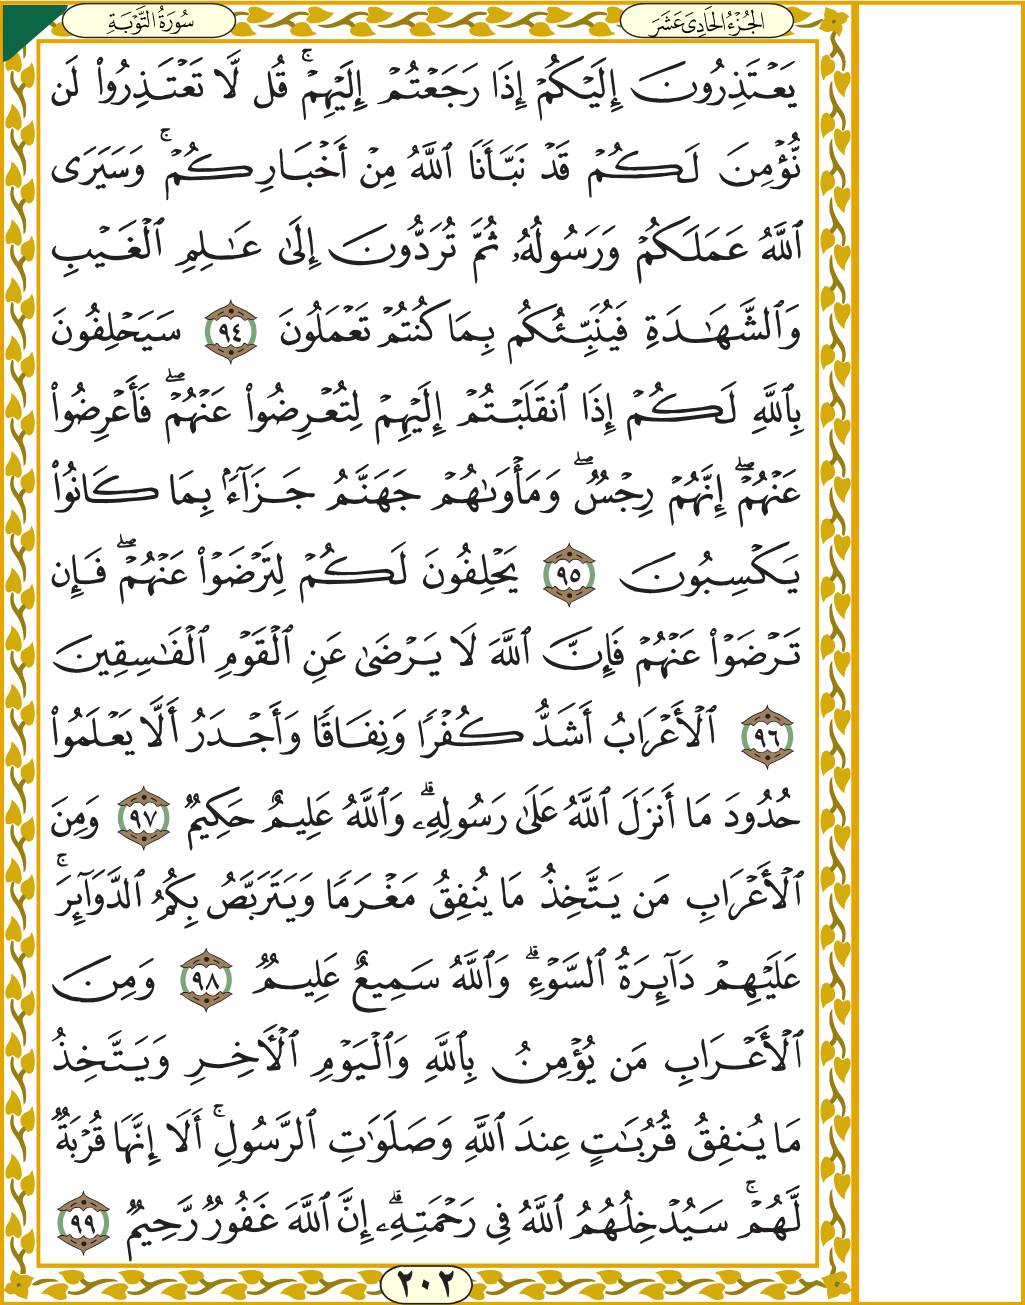 الجُزْءُ الحَادِىَ عَشَرَ
سُورَةُ التَّوْبَةِ
يَعْتَذِرُونَ إِلَيْكُمْ إِذَا رَجَعْتُمْ إِلَيْهِمْ ۚ قُل لَّا تَعْتَذِرُوا۟ لَن
نُّؤْمِنَ لَكُمْ قَدْ نَبَّأَنَا ٱللَّهُ مِنْ أَخْبَارِكُمْ ۚ وَسَيَرَى
ٱللَّهُ عَمَلَكُمْ وَرَسُولُهُۥ ثُمَّ تُرَدُّونَ إِلَىٰ عَـٰلِمِ ٱلْغَيْبِ
وَٱلشَّهَـٰدَةِ فَيُنَبِّئُكُم بِمَا كُنتُمْ تَعْمَلُونَ ٩٤ سَيَحْلِفُونَ
بِٱللَّهِ لَكُمْ إِذَا ٱنقَلَبْتُمْ إِلَيْهِمْ لِتُعْرِضُوا۟ عَنْهُمْ ۖ فَأَعْرِضُوا۟
عَنْهُمْ ۖ إِنَّهُمْ رِجْسٌ ۖ وَمَأْوَىٰهُمْ جَهَنَّمُ جَزَآءًۢ بِمَا كَانُوا۟
يَكْسِبُونَ ٩٥ يَحْلِفُونَ لَكُمْ لِتَرْضَوْا۟ عَنْهُمْ ۖ فَإِن
تَرْضَوْا۟ عَنْهُمْ فَإِنَّ ٱللَّهَ لَا يَرْضَىٰ عَنِ ٱلْقَوْمِ ٱلْفَـٰسِقِينَ
٩٦ ٱلْأَعْرَابُ أَشَدُّ كُفْرًا وَنِفَاقًا وَأَجْدَرُ أَلَّا يَعْلَمُوا۟
حُدُودَ مَآ أَنزَلَ ٱللَّهُ عَلَىٰ رَسُولِهِۦ ۗ وَٱللَّهُ عَلِيمٌ حَكِيمٌ ٩٧ وَمِنَ
ٱلْأَعْرَابِ مَن يَتَّخِذُ مَا يُنفِقُ مَغْرَمًا وَيَتَرَبَّصُ بِكُمُ ٱلدَّوَآئِرَ ۚ
عَلَيْهِمْ دَآئِرَةُ ٱلسَّوْءِ ۗ وَٱللَّهُ سَمِيعٌ عَلِيمٌ ٩٨ وَمِنَ
ٱلْأَعْرَابِ مَن يُؤْمِنُ بِٱللَّهِ وَٱلْيَوْمِ ٱلْـَٔاخِرِ وَيَتَّخِذُ
مَا يُنفِقُ قُرُبَـٰتٍ عِندَ ٱللَّهِ وَصَلَوَٰتِ ٱلرَّسُولِ ۚ أَلَآ إِنَّهَا قُرْبَةٌ
لَّهُمْ ۚ سَيُدْخِلُهُمُ ٱللَّهُ فِى رَحْمَتِهِۦٓ ۗ إِنَّ ٱللَّهَ غَفُورٌ رَّحِيمٌ ٩٩
٢٠٢